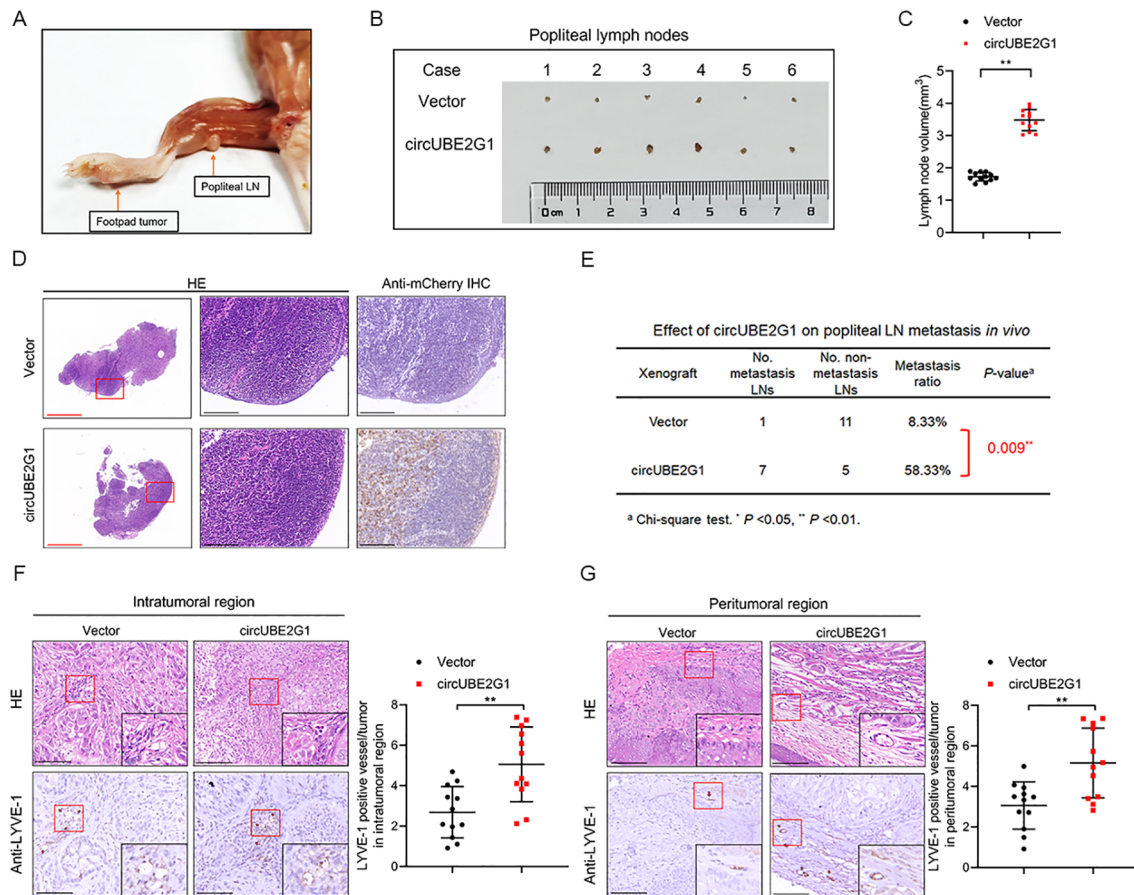 A
Popliteal LN
Footpad tumor
B
Popliteal lymph nodes
Case 1 2 3 4 5 6
Vector
circUBE2G1
0 cm 1 2 3 4 5 6 7 8
C
Vector
circUBE2G1
**
Lymph node volume(mm³)
5
4
3
2
1
0
D
HE
Anti-mCherry IHC
Vector
circUBE2G1
E
Effect of circUBE2G1 on popliteal LN metastasis in vivo
Xenograft
No. metastasis LNs
No. non-metastasis LNs
Metastasis ratio
P-valueᵃ
Vector 1 11 8.33%
0.009**
circUBE2G1 7 5 58.33%
ᵃ Chi-square test. * P <0.05, ** P <0.01.
F
Intratumoral region
Vector
circUBE2G1
HE
Anti-LYVE-1
Vector
circUBE2G1
**
LYVE-1 positive vessel/tumor
in intratumoral region
8
6
4
2
0
G
Peritumoral region
Vector
circUBE2G1
HE
Anti-LYVE-1
Vector
circUBE2G1
**
LYVE-1 positive vessel/tumor
in peritumoral region
8
6
4
2
0